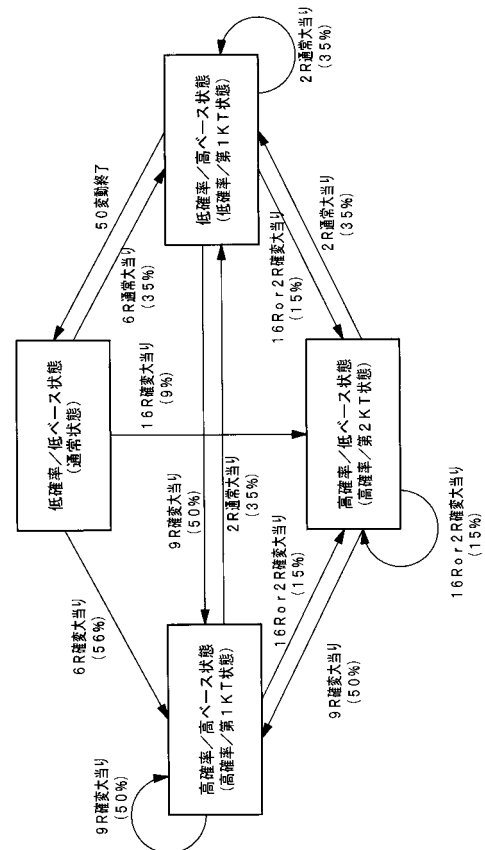 低確率／低ベース状態
(通常状態)
50変動終了
6R通常大当り
(35%)
6R確変大当り
(56%)
16R確変大当り
(9%)
9R確変大当り
(50%)
高確率／高ベース状態
(高確率／第1KT状態)
9R確変大当り
(50%)
2R通常大当り
(35%)
低確率／高ベース状態
(低確率／第1KT状態)
2R通常大当り
(35%)
16Ror2R確変大当り
(15%)
16Ror2R確変大当り
(15%)
9R確変大当り
(50%)
2R通常大当り
(35%)
高確率／低ベース状態
(高確率／第2KT状態)
16Ror2R確変大当り
(15%)